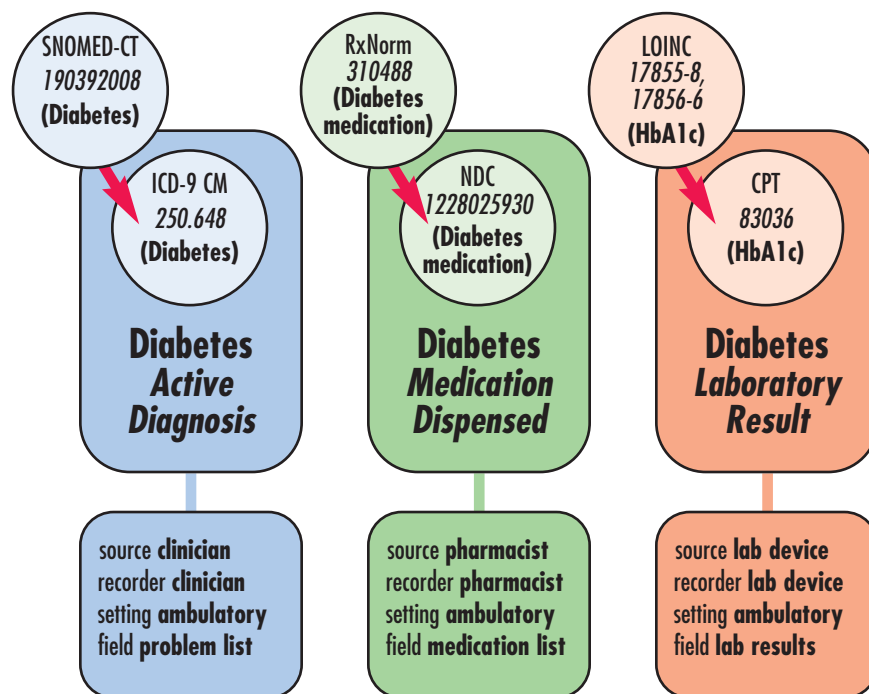 SNOMED-CT
190392008
(Diabetes)
ICD-9 CM
250.648
(Diabetes)
Diabetes
Active
Diagnosis
source clinician
recorder clinician
setting ambulatory
field problem list
RxNorm
310488
(Diabetes
medication)
NDC
1228025930
(Diabetes
medication)
Diabetes
Medication
Dispensed
source pharmacist
recorder pharmacist
setting ambulatory
field medication list
LOINC
17855-8,
17856-6
(HbA1c)
CPT
83036
(HbA1c)
Diabetes
Laboratory
Result
source lab device
recorder lab device
setting ambulatory
field lab results